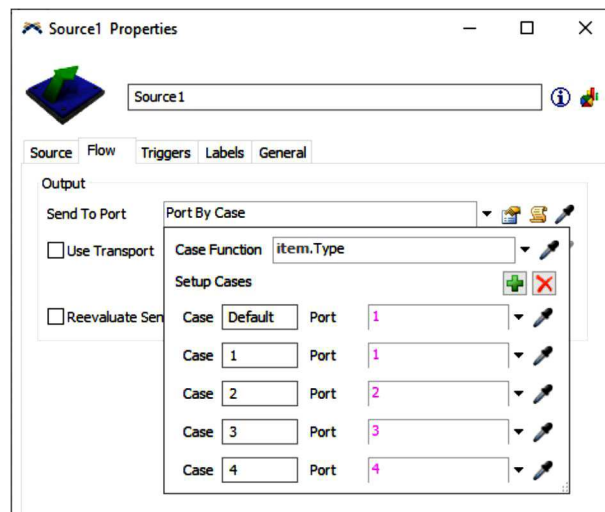 Source1 Properties
Source1
Source Flow Triggers Labels General
Output
Send To Port Port By Case
Use Transport
Case Function item.Type
Setup Cases
Reevaluate Sen
Case Default Port 1
Case 1 Port 1
Case 2 Port 2
Case 3 Port 3
Case 4 Port 4